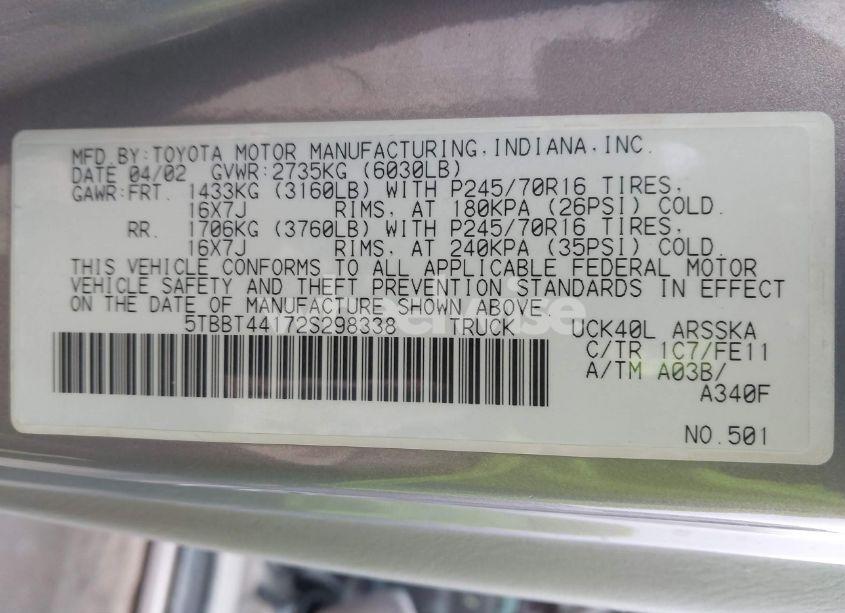 MFD.BY:TOYOTA MOTOR MANUFACTURING,INDIANA,INC.
DATE 04/02 GVWR:2735KG (6030LB)
GAWR:FRT. 1433KG (3160LB) WITH P245/70R16 TIRES,
16X7J RIMS, AT 180KPA (26PSI) COLD.
RR. 1706KG (3760LB) WITH P245/70R16 TIRES,
16X7J RIMS, AT 240KPA (35PSI) COLD.
THIS VEHICLE CONFORMS TO ALL APPLICABLE FEDERAL MOTOR
VEHICLE SAFETY AND THEFT PREVENTION STANDARDS IN EFFECT
ON THE DATE OF MANUFACTURE SHOWN ABOVE.
5TBBT44172S298338 TRUCK UCK40L ARSSKA
C/TR 1C7/FE11
A/TM A03B/
A340F
NO.501